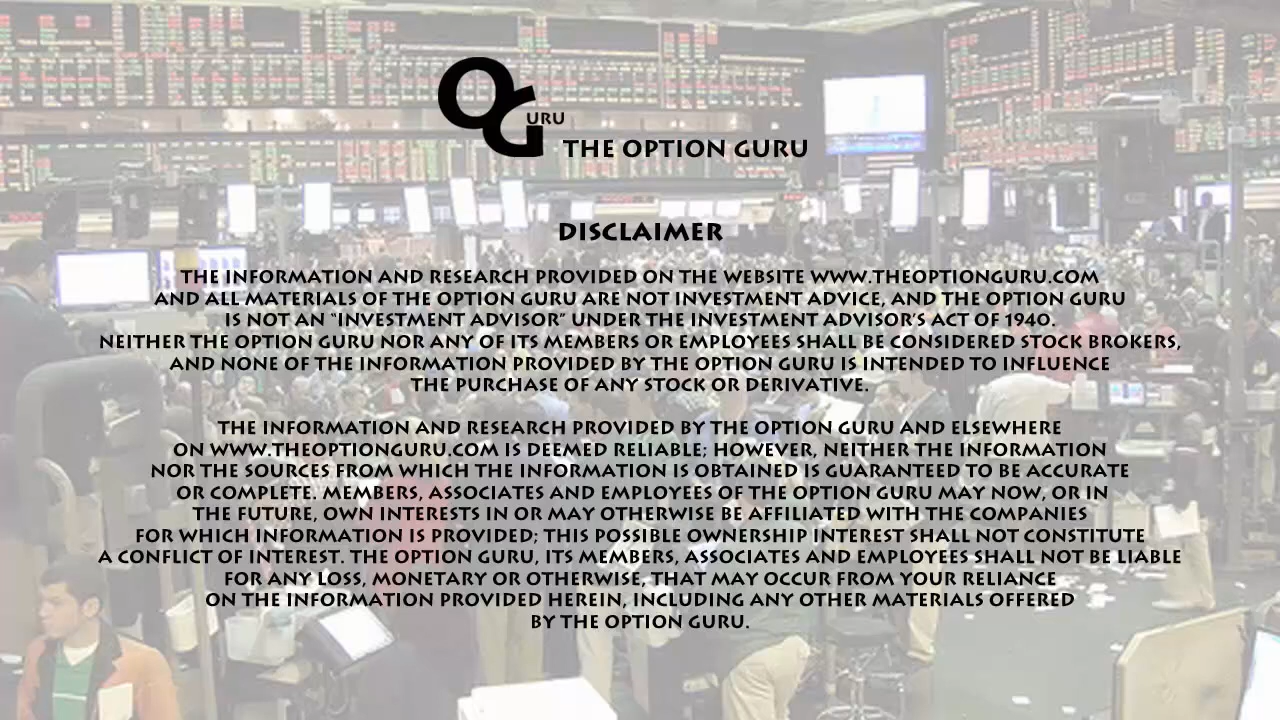 OG URU
THE OPTION GURU
DISCLAIMER
THE INFORMATION AND RESEARCH PROVIDED ON THE WEBSITE WWW.THEOPTIONGURU.COM
AND ALL MATERIALS OF THE OPTION GURU ARE NOT INVESTMENT ADVICE, AND THE OPTION GURU
IS NOT AN “INVESTMENT ADVISOR” UNDER THE INVESTMENT ADVISOR’S ACT OF 1940.
NEITHER THE OPTION GURU NOR ANY OF ITS MEMBERS OR EMPLOYEES SHALL BE CONSIDERED STOCK BROKERS,
AND NONE OF THE INFORMATION PROVIDED BY THE OPTION GURU IS INTENDED TO INFLUENCE
THE PURCHASE OF ANY STOCK OR DERIVATIVE.
THE INFORMATION AND RESEARCH PROVIDED BY THE OPTION GURU AND ELSEWHERE
ON WWW.THEOPTIONGURU.COM IS DEEMED RELIABLE; HOWEVER, NEITHER THE INFORMATION
NOR THE SOURCES FROM WHICH THE INFORMATION IS OBTAINED IS GUARANTEED TO BE ACCURATE
OR COMPLETE. MEMBERS, ASSOCIATES AND EMPLOYEES OF THE OPTION GURU MAY NOW, OR IN
THE FUTURE, OWN INTERESTS IN OR MAY OTHERWISE BE AFFILIATED WITH THE COMPANIES
FOR WHICH INFORMATION IS PROVIDED; THIS POSSIBLE OWNERSHIP INTEREST SHALL NOT CONSTITUTE
A CONFLICT OF INTEREST. THE OPTION GURU, ITS MEMBERS, ASSOCIATES AND EMPLOYEES SHALL NOT BE LIABLE
FOR ANY LOSS, MONETARY OR OTHERWISE, THAT MAY OCCUR FROM YOUR RELIANCE
ON THE INFORMATION PROVIDED HEREIN, INCLUDING ANY OTHER MATERIALS OFFERED
BY THE OPTION GURU.